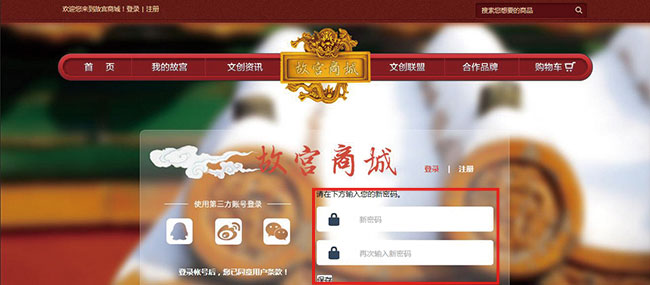 欢迎您来到故宫商城！登录 | 注册
搜索您想要的商品
首 页 我的故宫 文创资讯 故宫商城 文创联盟 合作品牌 购物车
故宫商城
登录 | 注册
请在下方输入您的新密码。
使用第三方账号登录
新密码
再次输入新密码
登录帐号后，您已同意用户条款！
保存